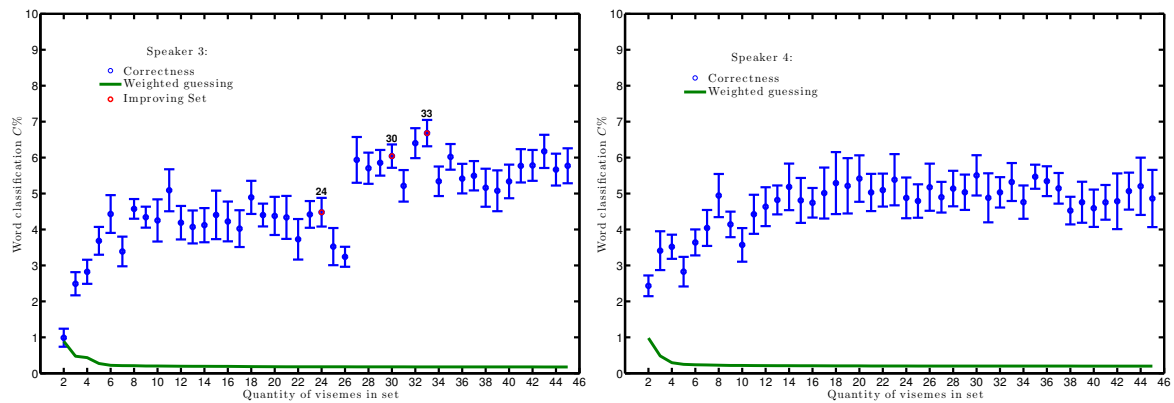 Speaker 3:
Correctness
Weighted guessing
Improving Set
24
30
33
Word classification C%
0
1
2
3
4
5
6
7
8
9
10
2 4 6 8 10 12 14 16 18 20 22 24 26 28 30 32 34 36 38 40 42 44 46
Quantity of visemes in set
Speaker 4:
Correctness
Weighted guessing
Word classification C%
0
1
2
3
4
5
6
7
8
9
10
2 4 6 8 10 12 14 16 18 20 22 24 26 28 30 32 34 36 38 40 42 44 46
Quantity of visemes in set